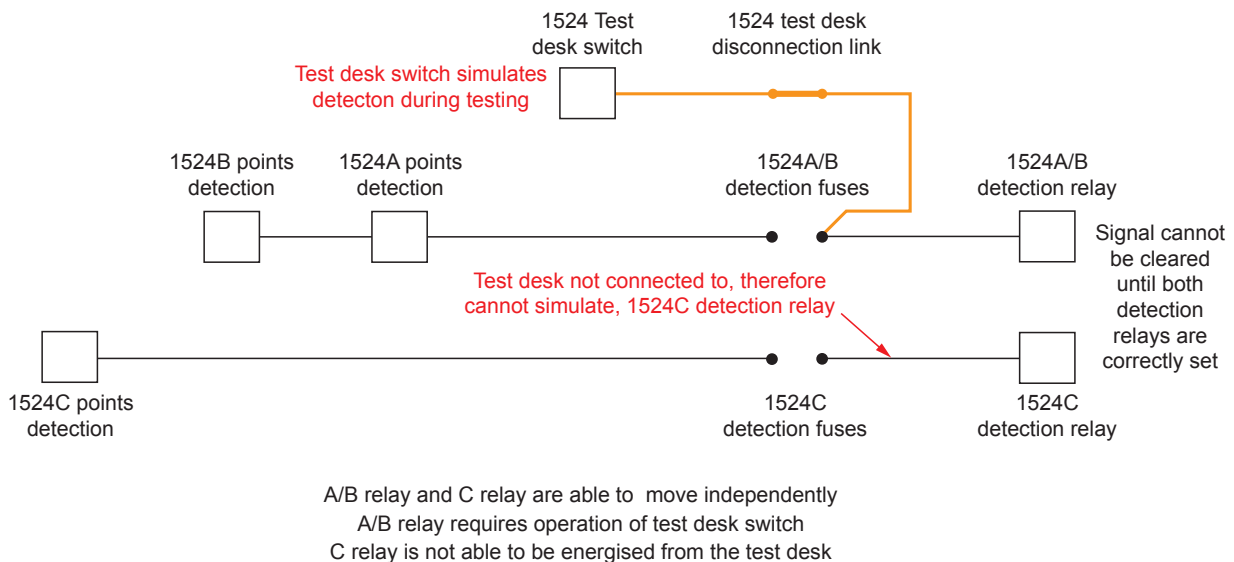 1524 Test
desk switch
1524 test desk
disconnection link
Test desk switch simulates
detecton during testing
1524B points
detection
1524A points
detection
1524A/B
detection fuses
1524A/B
detection relay
Signal cannot
be cleared
until both
detection
relays are
correctly set
Test desk not connected to, therefore
cannot simulate, 1524C detection relay
1524C points
detection
1524C
detection fuses
1524C
detection relay
A/B relay and C relay are able to  move independently
A/B relay requires operation of test desk switch
C relay is not able to be energised from the test desk